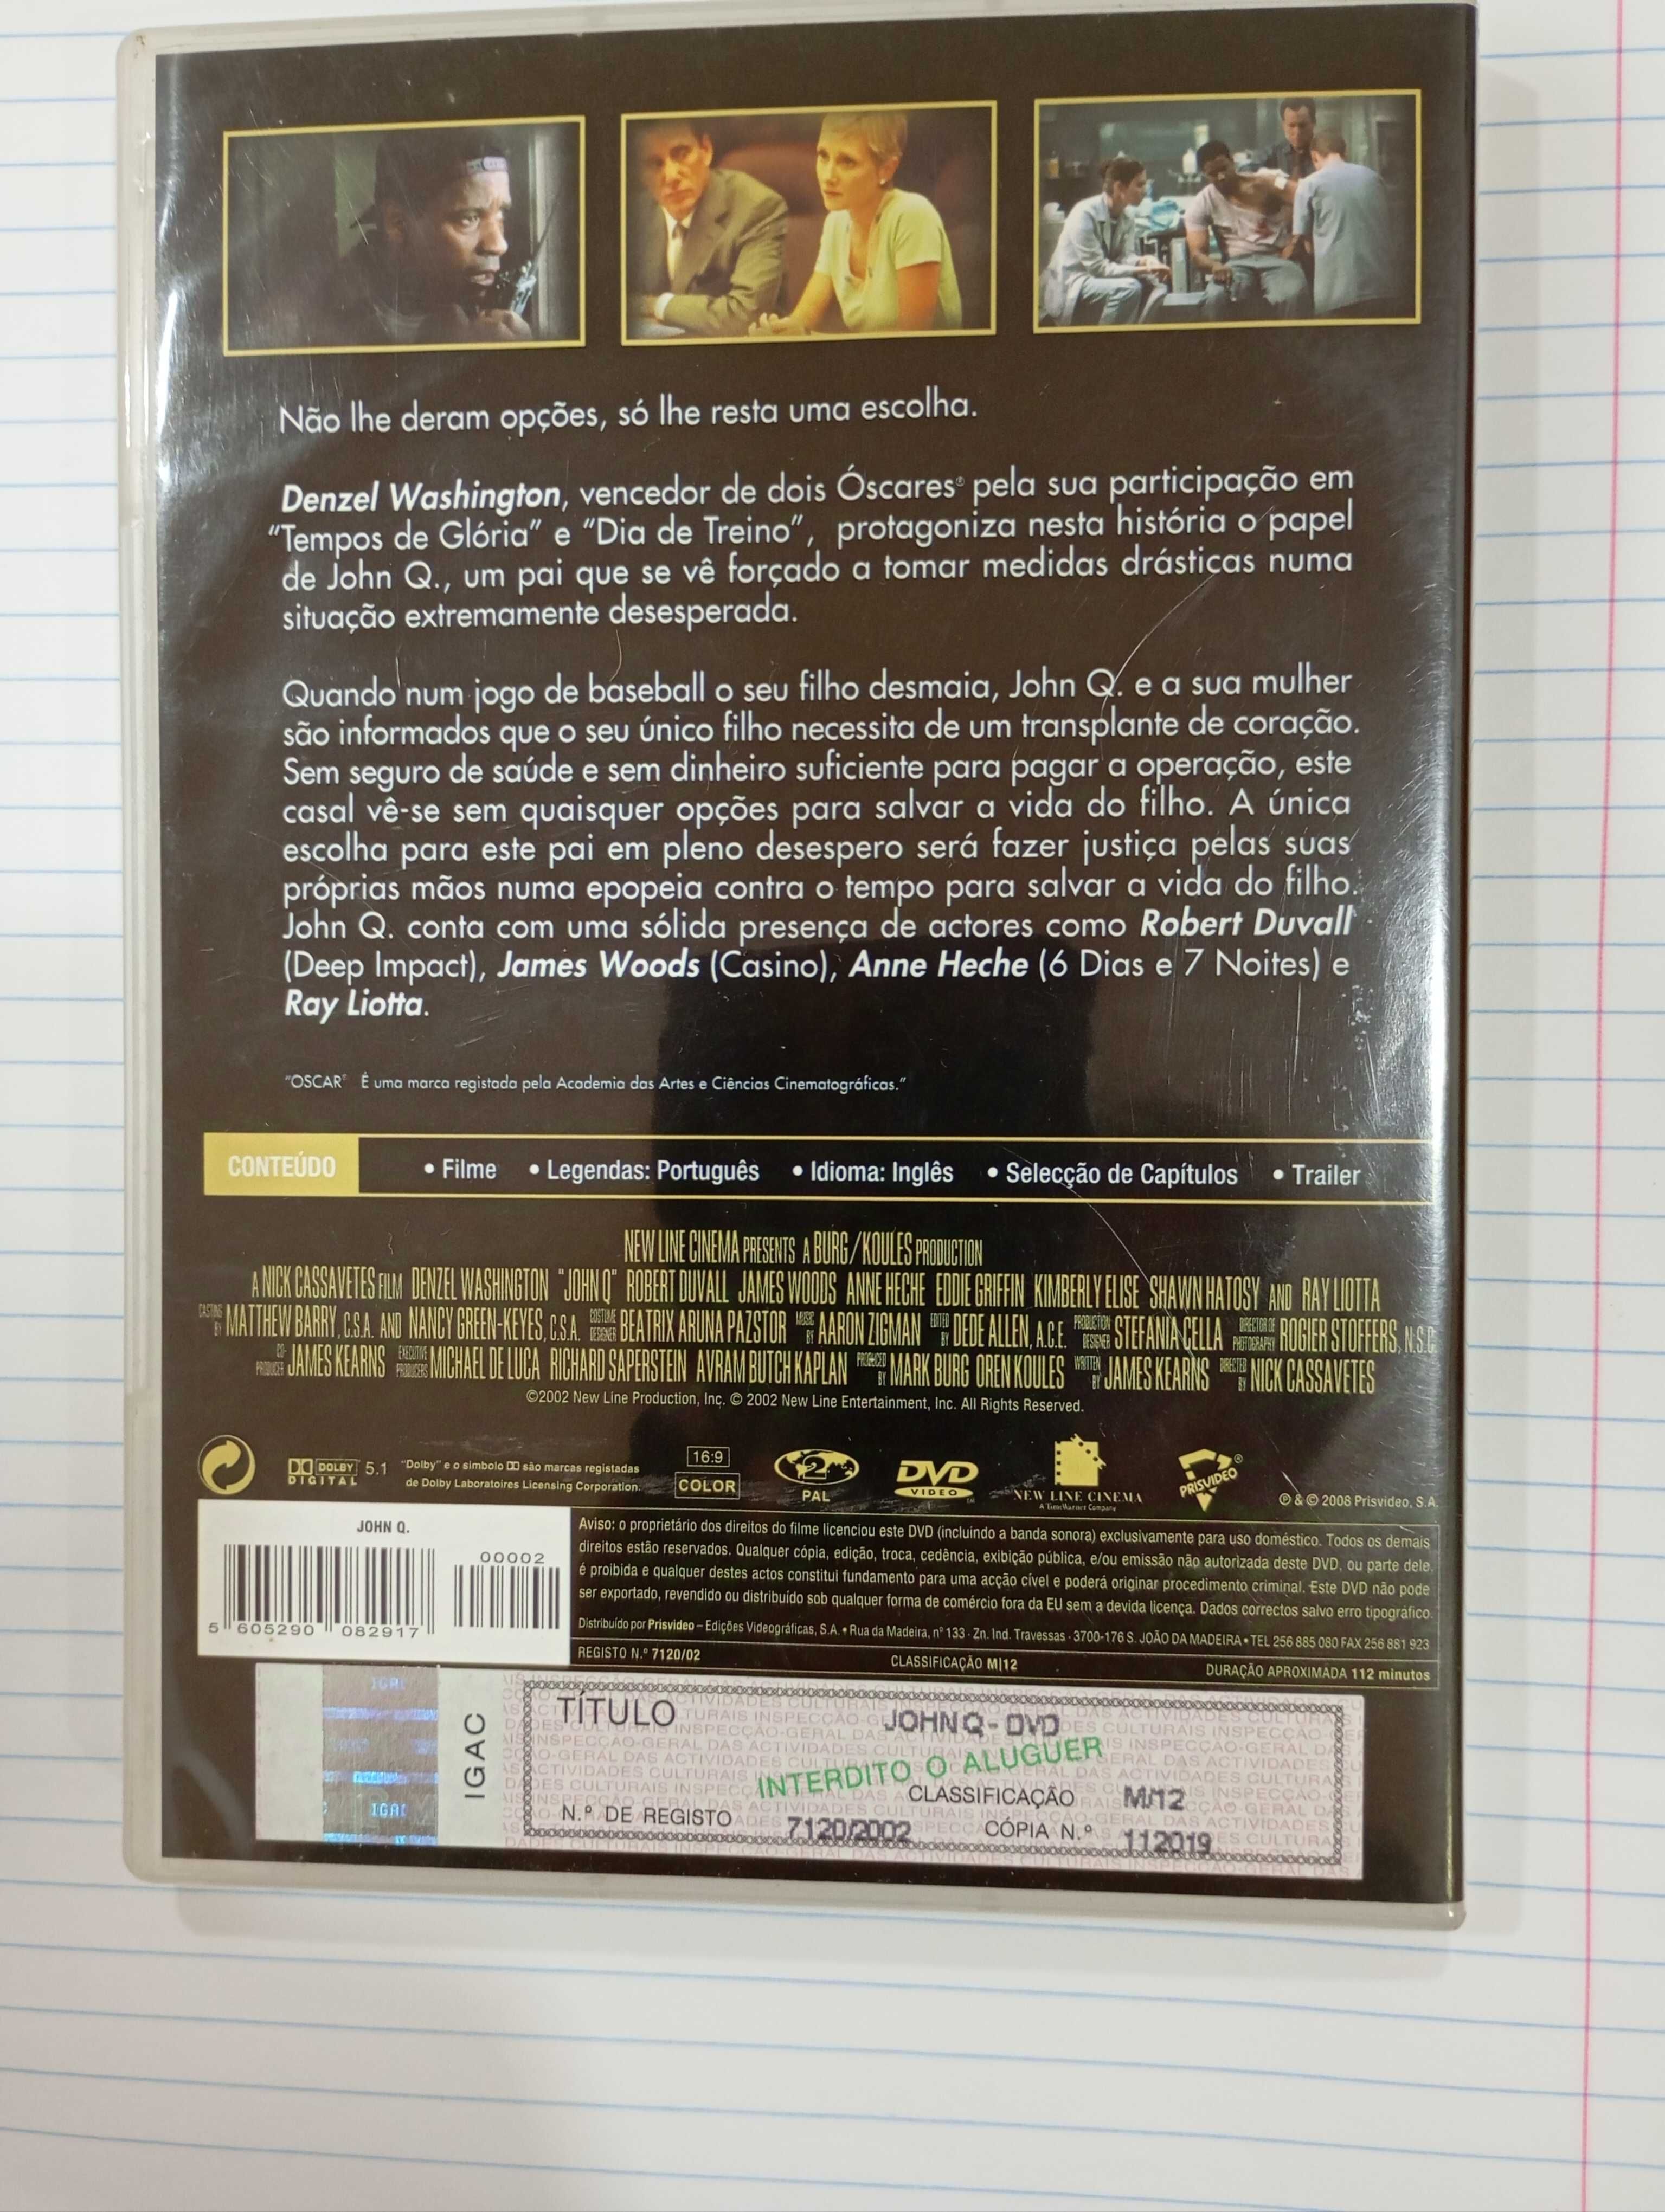 Não lhe deram opções, só lhe resta uma escolha.
Denzel Washington, vencedor de dois Óscares® pela sua participação em
“Tempos de Glória” e “Dia de Treino”, protagoniza nesta história o papel
de John Q., um pai que se vê forçado a tomar medidas drásticas numa
situação extremamente desesperada.
Quando num jogo de baseball o seu filho desmaia, John Q. e a sua mulher
são informados que o seu único filho necessita de um transplante de coração.
Sem seguro de saúde e sem dinheiro suficiente para pagar a operação, este
casal vê-se sem quaisquer opções para salvar a vida do filho. A única
escolha para este pai em pleno desespero será fazer justiça pelas suas
próprias mãos numa epopeia contra o tempo para salvar a vida do filho.
John Q. conta com uma sólida presença de actores como Robert Duvall
(Deep Impact), James Woods (Casino), Anne Heche (6 Dias e 7 Noites) e
Ray Liotta.
“OSCAR® É uma marca registada pela Academia das Artes e Ciências Cinematográficas.”
CONTEÚDO • Filme • Legendas: Português • Idioma: Inglês • Selecção de Capítulos • Trailer
NEW LINE CINEMA PRESENTS A BURG/KOULES PRODUCTION
A NICK CASSAVETES FILM DENZEL WASHINGTON "JOHN Q" ROBERT DUVALL JAMES WOODS ANNE HECHE EDDIE GRIFFIN KIMBERLY ELISE SHAWN HATOSY AND RAY LIOTTA
CASTING BY MATTHEW BARRY, C.S.A. AND NANCY GREEN-KEYES, C.S.A. COSTUME DESIGNER BEATRIX ARUNA PAZSTOR MUSIC BY AARON ZIGMAN EDITED BY DEDE ALLEN, A.C.E. PRODUCTION DESIGNER STEFANIA CELLA DIRECTOR OF PHOTOGRAPHY ROGIER STOFFERS, N.S.C.
CO-PRODUCER JAMES KEARNS EXECUTIVE PRODUCERS MICHAEL DE LUCA RICHARD SAPERSTEIN AVRAM BUTCH KAPLAN PRODUCED BY MARK BURG OREN KOULES WRITTEN BY JAMES KEARNS DIRECTED BY NICK CASSAVETES
©2002 New Line Production, Inc. © 2002 New Line Entertainment, Inc. All Rights Reserved.
DOLBY DIGITAL 5.1
"Dolby" e o simbolo são marcas registadas
de Dolby Laboratoires Licensing Corporation.
16:9
COLOR
2
PAL
DVD
VIDEO
NEW LINE CINEMA
A TimeWarner Company
PRISVIDEO®
℗ & © 2008 Prisvideo, S.A.
JOHN Q.
00002
5 605290 082917
Aviso: o proprietário dos direitos do filme licenciou este DVD (incluindo a banda sonora) exclusivamente para uso doméstico. Todos os demais
direitos estão reservados. Qualquer cópia, edição, troca, cedência, exibição pública, e/ou emissão não autorizada deste DVD, ou parte dele,
é proibida e qualquer destes actos constitui fundamento para uma acção cível e poderá originar procedimento criminal. Este DVD não pode
ser exportado, revendido ou distribuído sob qualquer forma de comércio fora da EU sem a devida licença. Dados correctos salvo erro tipográfico.
Distribuído por Prisvideo – Edições Videográficas, S.A. • Rua da Madeira, nº 133 - Zn. Ind. Travessas - 3700-176 S. JOÃO DA MADEIRA • TEL 256 885 080 FAX 256 881 923
REGISTO N.º 7120/02 CLASSIFICAÇÃO M|12 DURAÇÃO APROXIMADA 112 minutos
IGAC
IGAC
TÍTULO JOHN Q - DVD
INTERDITO O ALUGUER
CLASSIFICAÇÃO M/12
N.º DE REGISTO 7120/2002 CÓPIA N.º 112019